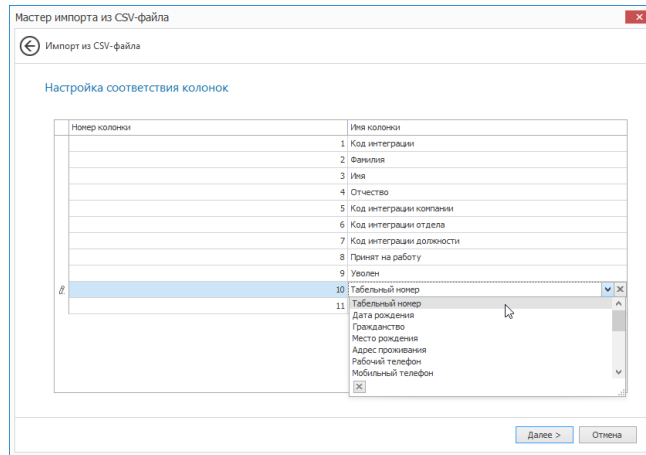 Мастер импорта из CSV-файла
Импорт из CSV-файла
Настройка соответствия колонок
Номер колонки Имя колонки
1 Код интеграции
2 Фамилия
3 Имя
4 Отчество
5 Код интеграции компании
6 Код интеграции отдела
7 Код интеграции должности
8 Принят на работу
9 Уволен
10 Табельный номер
11 Табельный номер
Дата рождения
Гражданство
Место рождения
Адрес проживания
Рабочий телефон
Мобильный телефон
Далее > Отмена